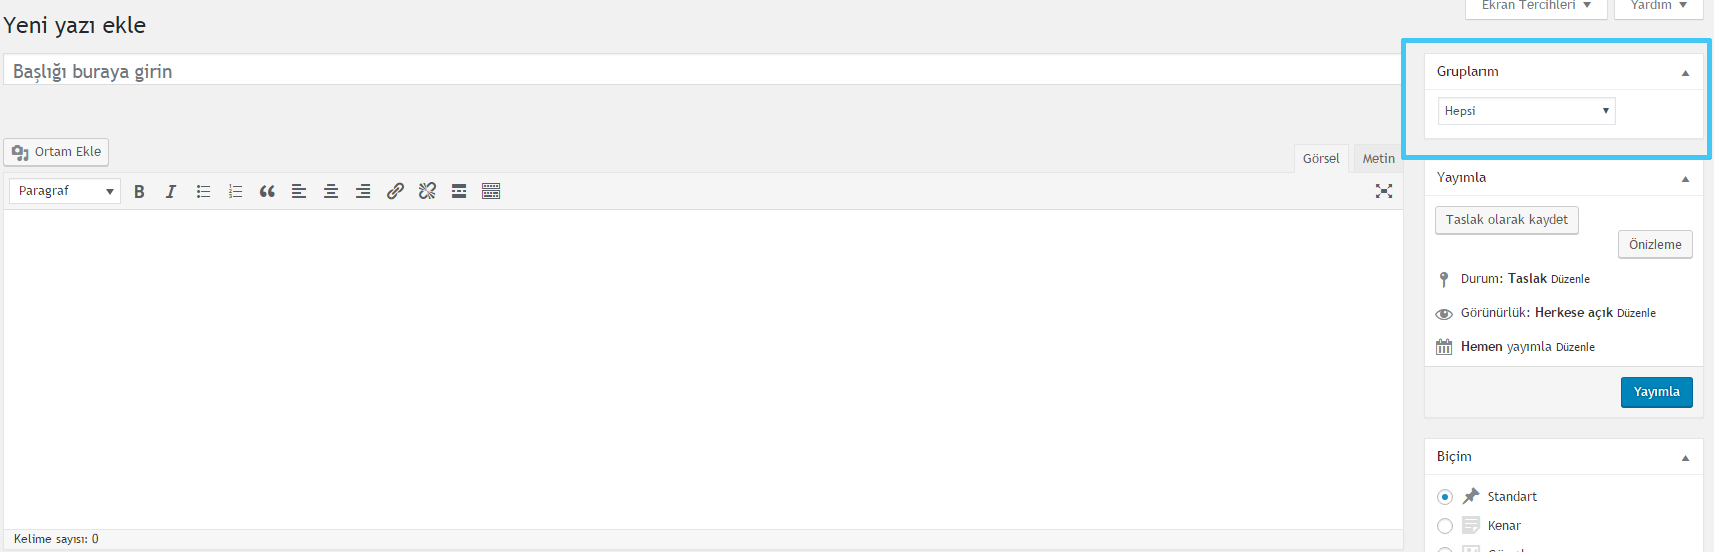 Ekran Tercihleri
Yardım
Yeni yazı ekle
Başlığı buraya girin
Gruplarım
Hepsi
Ortam Ekle
Görsel
Metin
Paragraf
Yayımla
Taslak olarak kaydet
Önizleme
Durum: Taslak Düzenle
Görünürlük: Herkese açık Düzenle
Hemen yayımla Düzenle
Yayımla
Biçim
Standart
Kenar
Kelime sayısı: 0